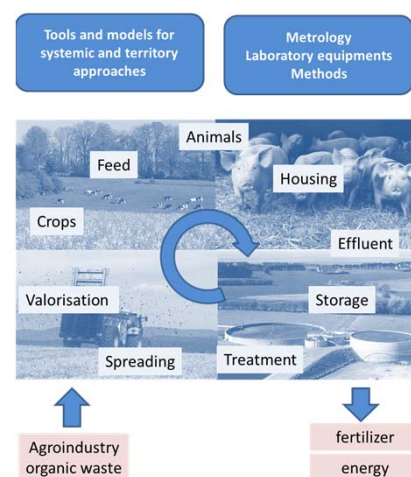 Tools and models for
systemic and territory
approaches
Metrology
Laboratory equipments
Methods
Animals
Feed
Housing
Crops
Effluent
Valorisation
Storage
Spreading
Treatment
Agroindustry
organic waste
fertilizer
energy